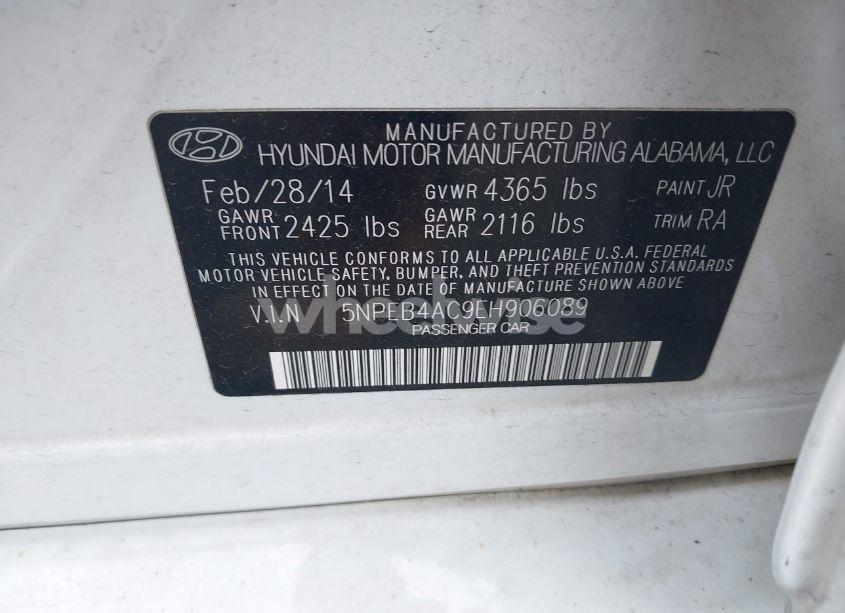 MANUFACTURED BY
HYUNDAI MOTOR MANUFACTURING ALABAMA, LLC
Feb/28/14 GVWR 4365 lbs PAINT JR
GAWR FRONT 2425 lbs GAWR REAR 2116 lbs TRIM RA
THIS VEHICLE CONFORMS TO ALL APPLICABLE U.S.A. FEDERAL
MOTOR VEHICLE SAFETY, BUMPER, AND THEFT PREVENTION STANDARDS
IN EFFECT ON THE DATE OF MANUFACTURE SHOWN ABOVE
V.I.N 5NPEB4AC9EH906089
PASSENGER CAR